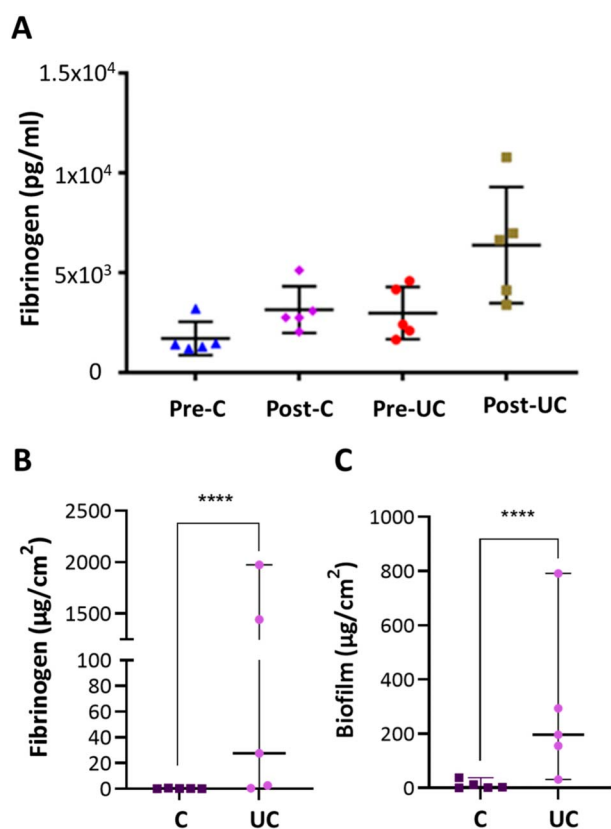 A
Fibrinogen (pg/ml)
1.5x10⁴
1x10⁴
5x10³
0
Pre-C Post-C Pre-UC Post-UC
B
Fibrinogen (µg/cm²)
****
2500
2000
1500
100
80
60
40
20
0
C UC
C
Biofilm (µg/cm²)
****
1000
800
600
400
200
0
C UC